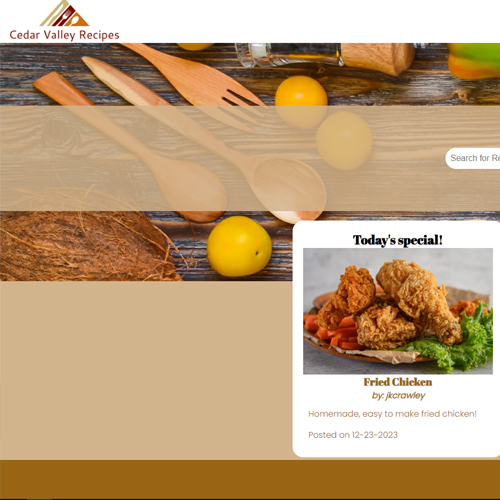 Cedar Valley Recipes
Search for Re
Today's special!
Fried Chicken
by: jkcrawley
Homemade, easy to make fried chicken!
Posted on 12-23-2023